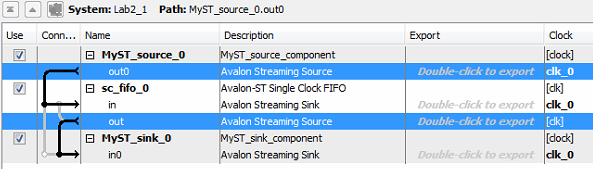 System: Lab2_1 Path: MyST_source_0.out0
Use Conn... Name Description Export Clock
MyST_source_0 MyST_source_component [clock]
out0 Avalon Streaming Source Double-click to export clk_0
sc_fifo_0 Avalon-ST Single Clock FIFO [clk]
in Avalon Streaming Sink Double-click to export clk_0
out Avalon Streaming Source Double-click to export [clk]
MyST_sink_0 MyST_sink_component [clock]
in0 Avalon Streaming Sink Double-click to export clk_0